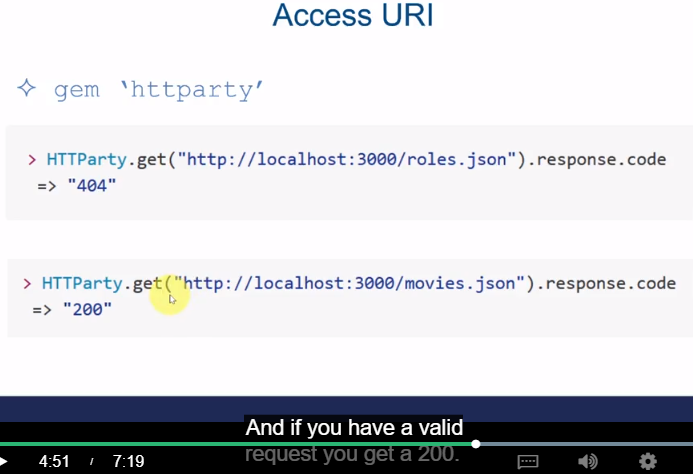 Access URI
✧ gem ‘httparty’
> HTTParty.get("http://localhost:3000/roles.json").response.code
=> "404"
> HTTParty.get("http://localhost:3000/movies.json").response.code
=> "200"
And if you have a valid
request you get a 200.
4:51 / 7:19